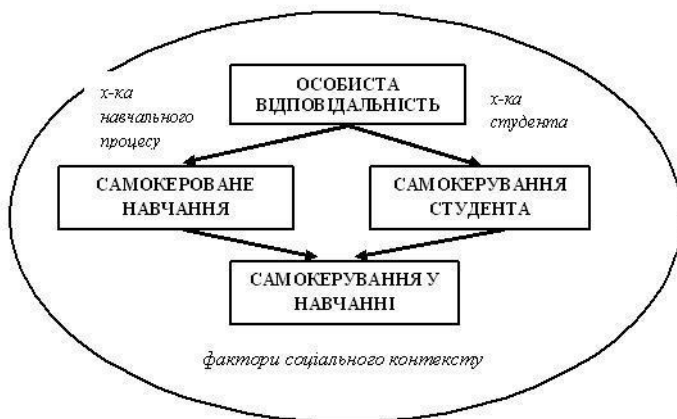 ОСОБИСТА
ВІДПОВІДАЛЬНІСТЬ
х-ка
навчального
процесу
х-ка
студента
САМОКЕРОВАНЕ
НАВЧАННЯ
САМОКЕРУВАННЯ
СТУДЕНТА
САМОКЕРУВАННЯ У
НАВЧАННІ
фактори соціального контексту